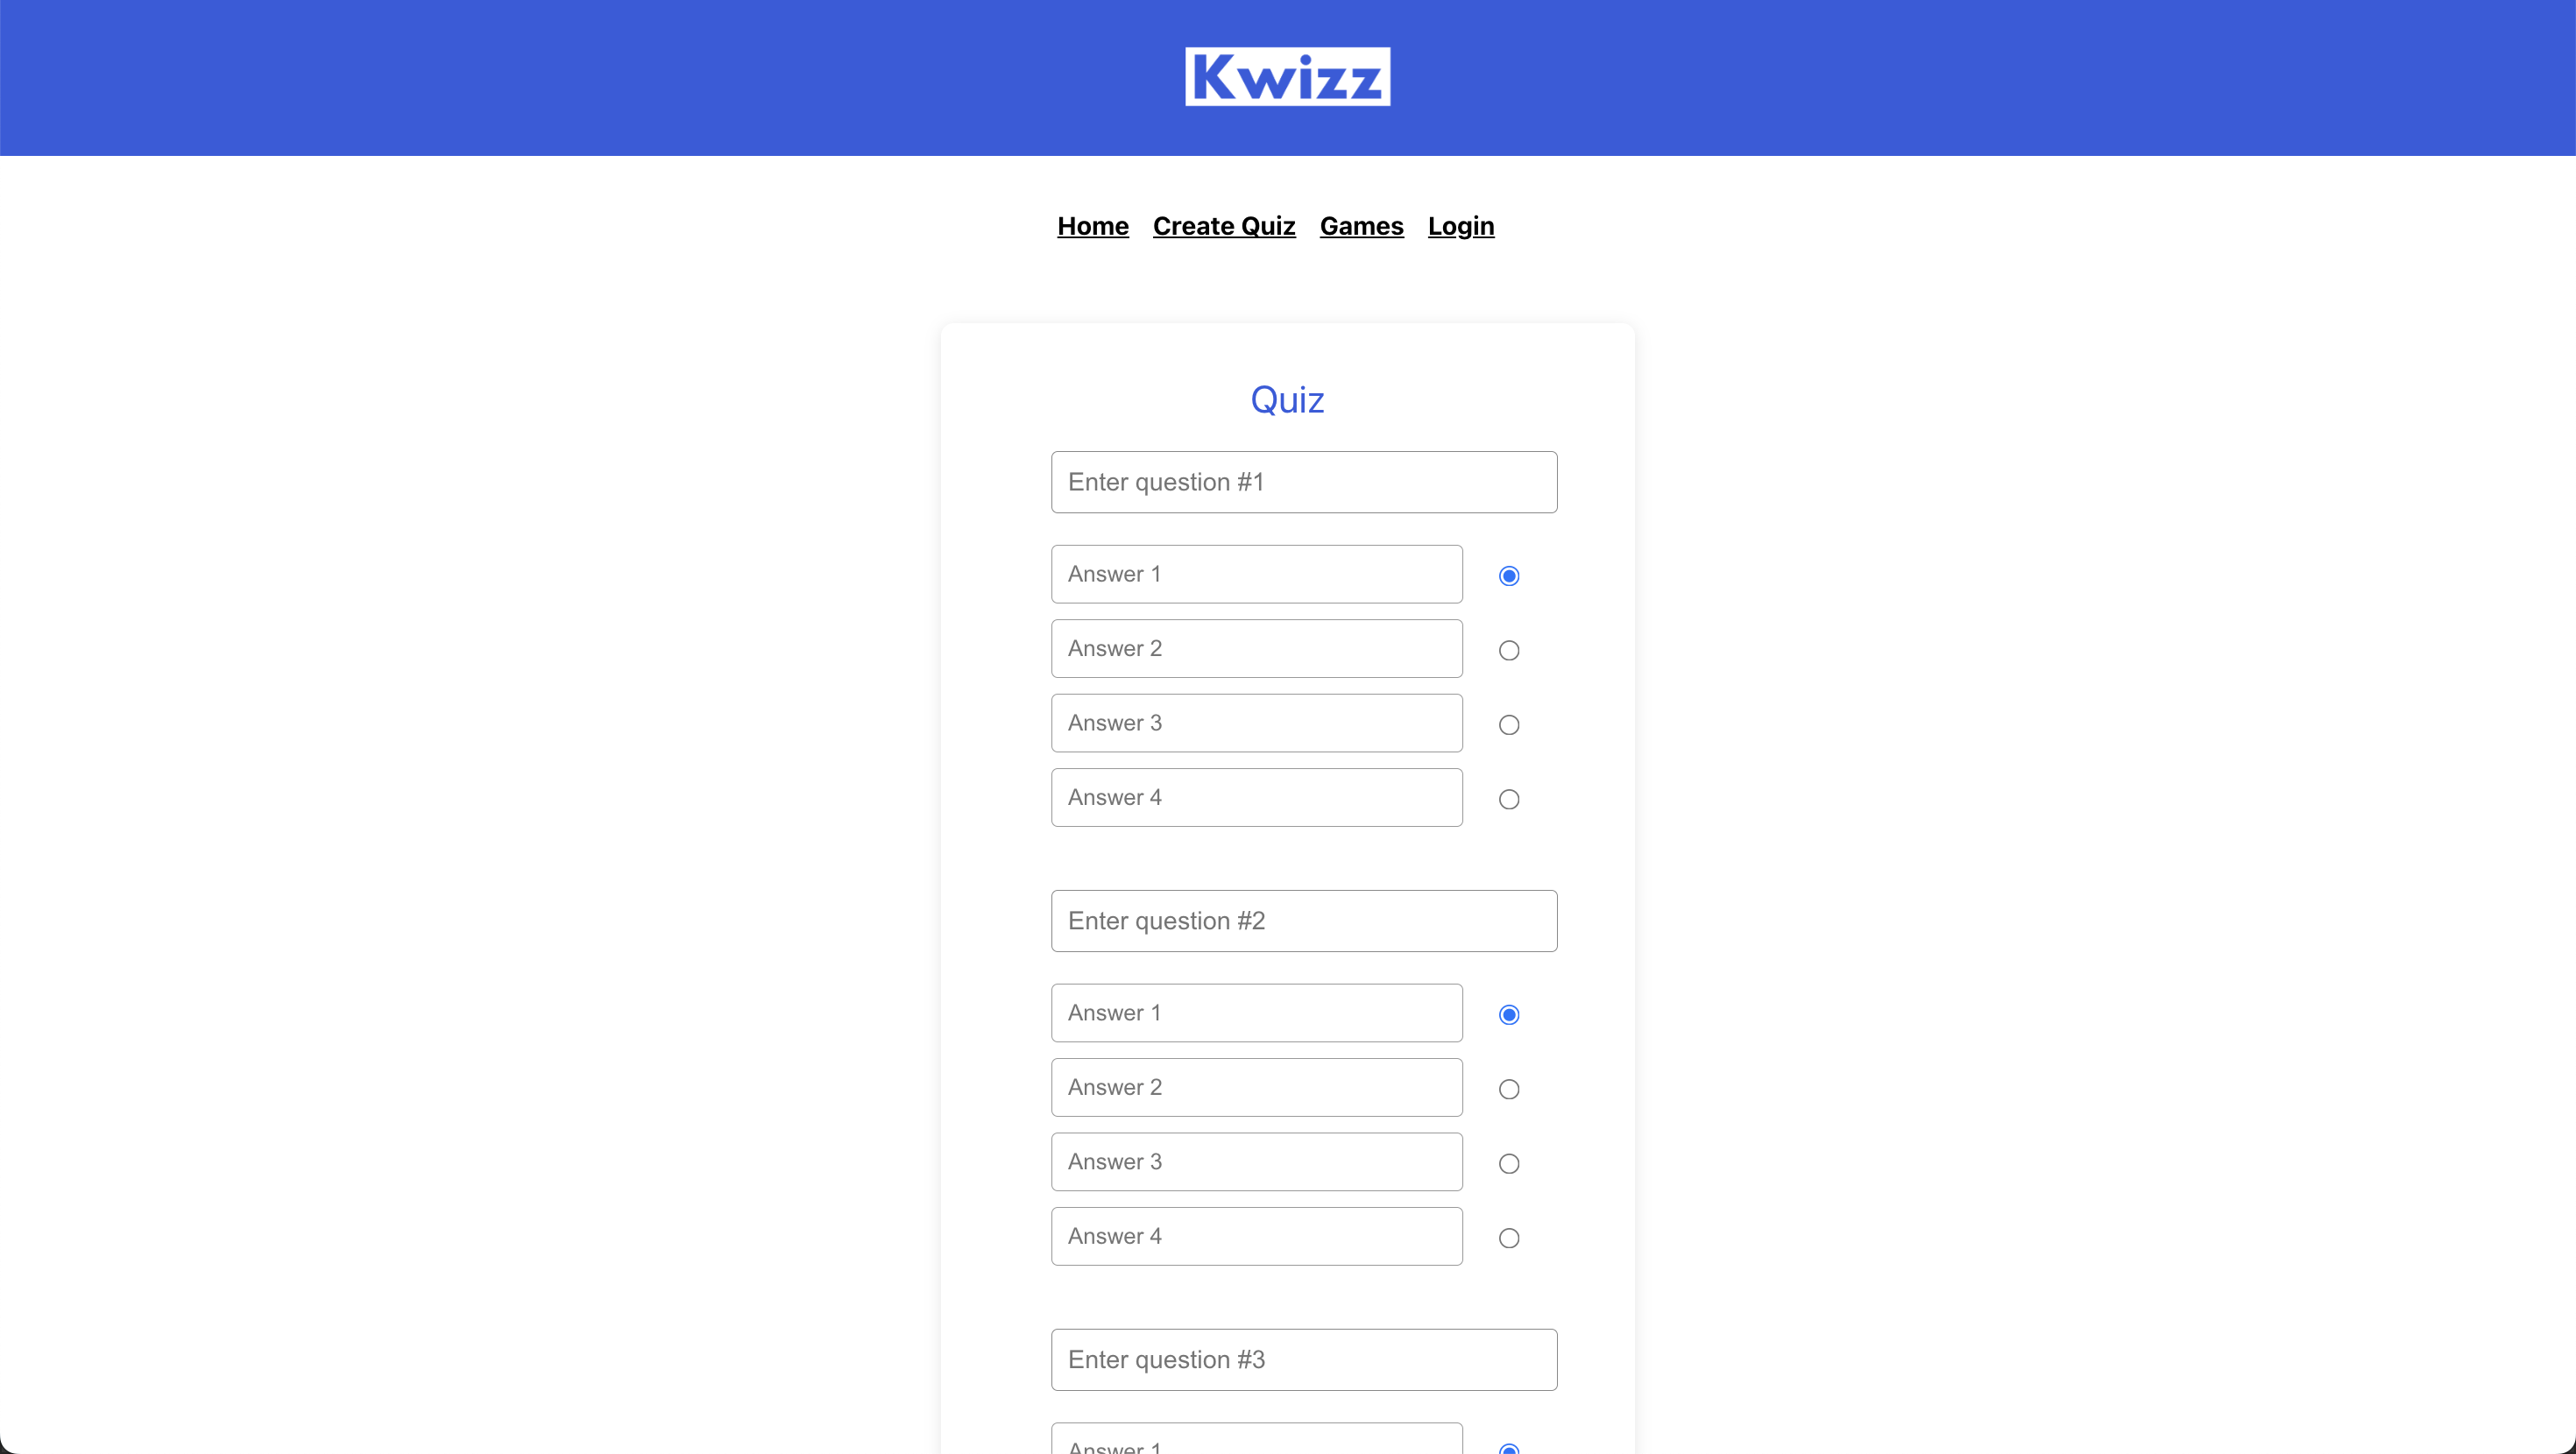 Kwizz
Home Create Quiz Games Login
Quiz
Enter question #1
Answer 1
Answer 2
Answer 3
Answer 4
Enter question #2
Answer 1
Answer 2
Answer 3
Answer 4
Enter question #3
Answer 1